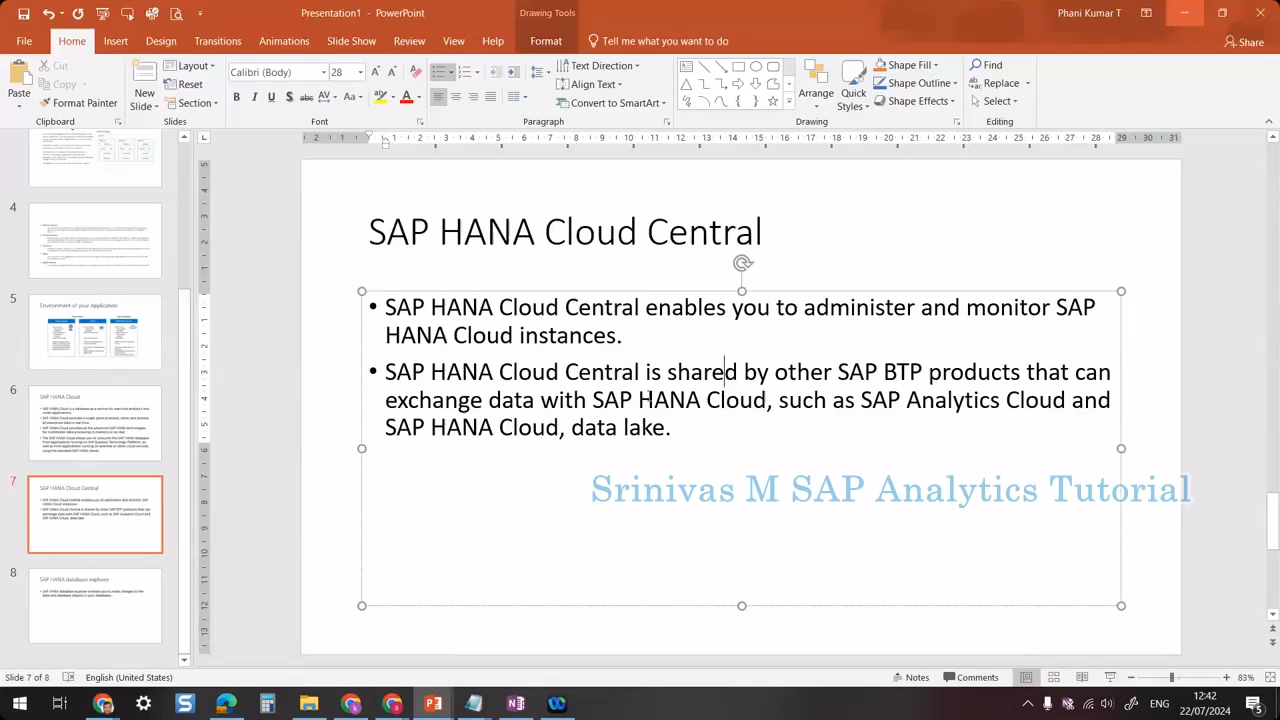 Presentation1 - PowerPoint
Phani Kumar T
File Home Insert Design Transitions Animations Slide Show Review View Help Format Tell me what you want to do Share
Paste Cut Copy Format Painter Clipboard
New Slide Layout Reset Section Slides
Calibri (Body) 28 Font
Text Direction Align Text Convert to SmartArt Paragraph
Arrange Quick Styles Shape Fill Shape Outline Shape Effects Drawing
Find Replace Select Editing
4
5
Environment of your Application
6
SAP HANA Cloud
7
SAP HANA Cloud Central
8
SAP HANA database explorer
SAP HANA Cloud Central
• SAP HANA Cloud Central enables you to administer and monitor SAP
HANA Cloud instances.
• SAP HANA Cloud Central is shared by other SAP BTP products that can
exchange data with SAP HANA Cloud, such as SAP Analytics Cloud and
SAP HANA Cloud, data lake.
Srinivas M SAP Analytics Tutorial
Slide 7 of 8 English (United States) Notes Comments 83%
ENG 12:42
22/07/2024